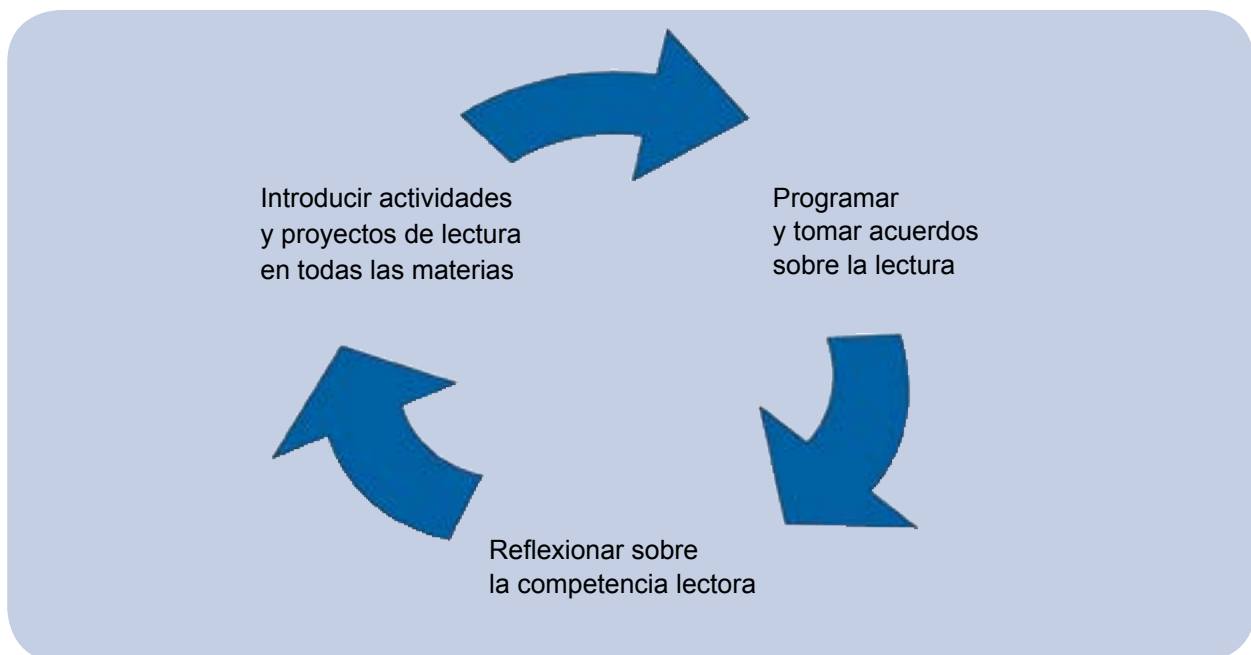 Introducir actividades
y proyectos de lectura
en todas las materias
Programar
y tomar acuerdos
sobre la lectura
Reflexionar sobre
la competencia lectora